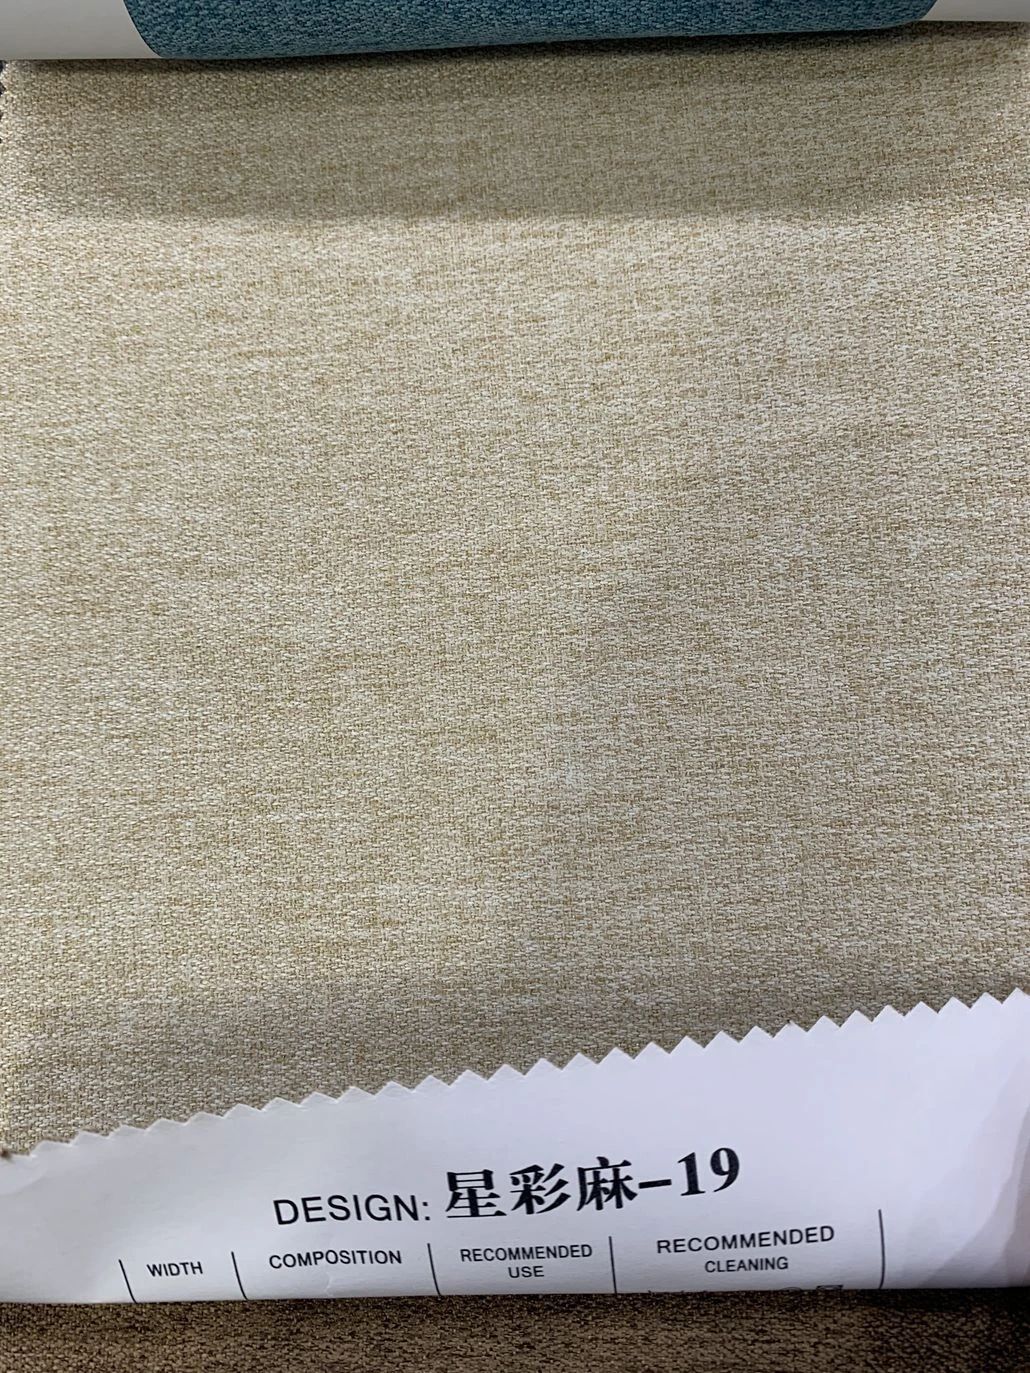 DESIGN: 星彩麻-19
WIDTH
COMPOSITION
RECOMMENDED
USE
RECOMMENDED
CLEANING